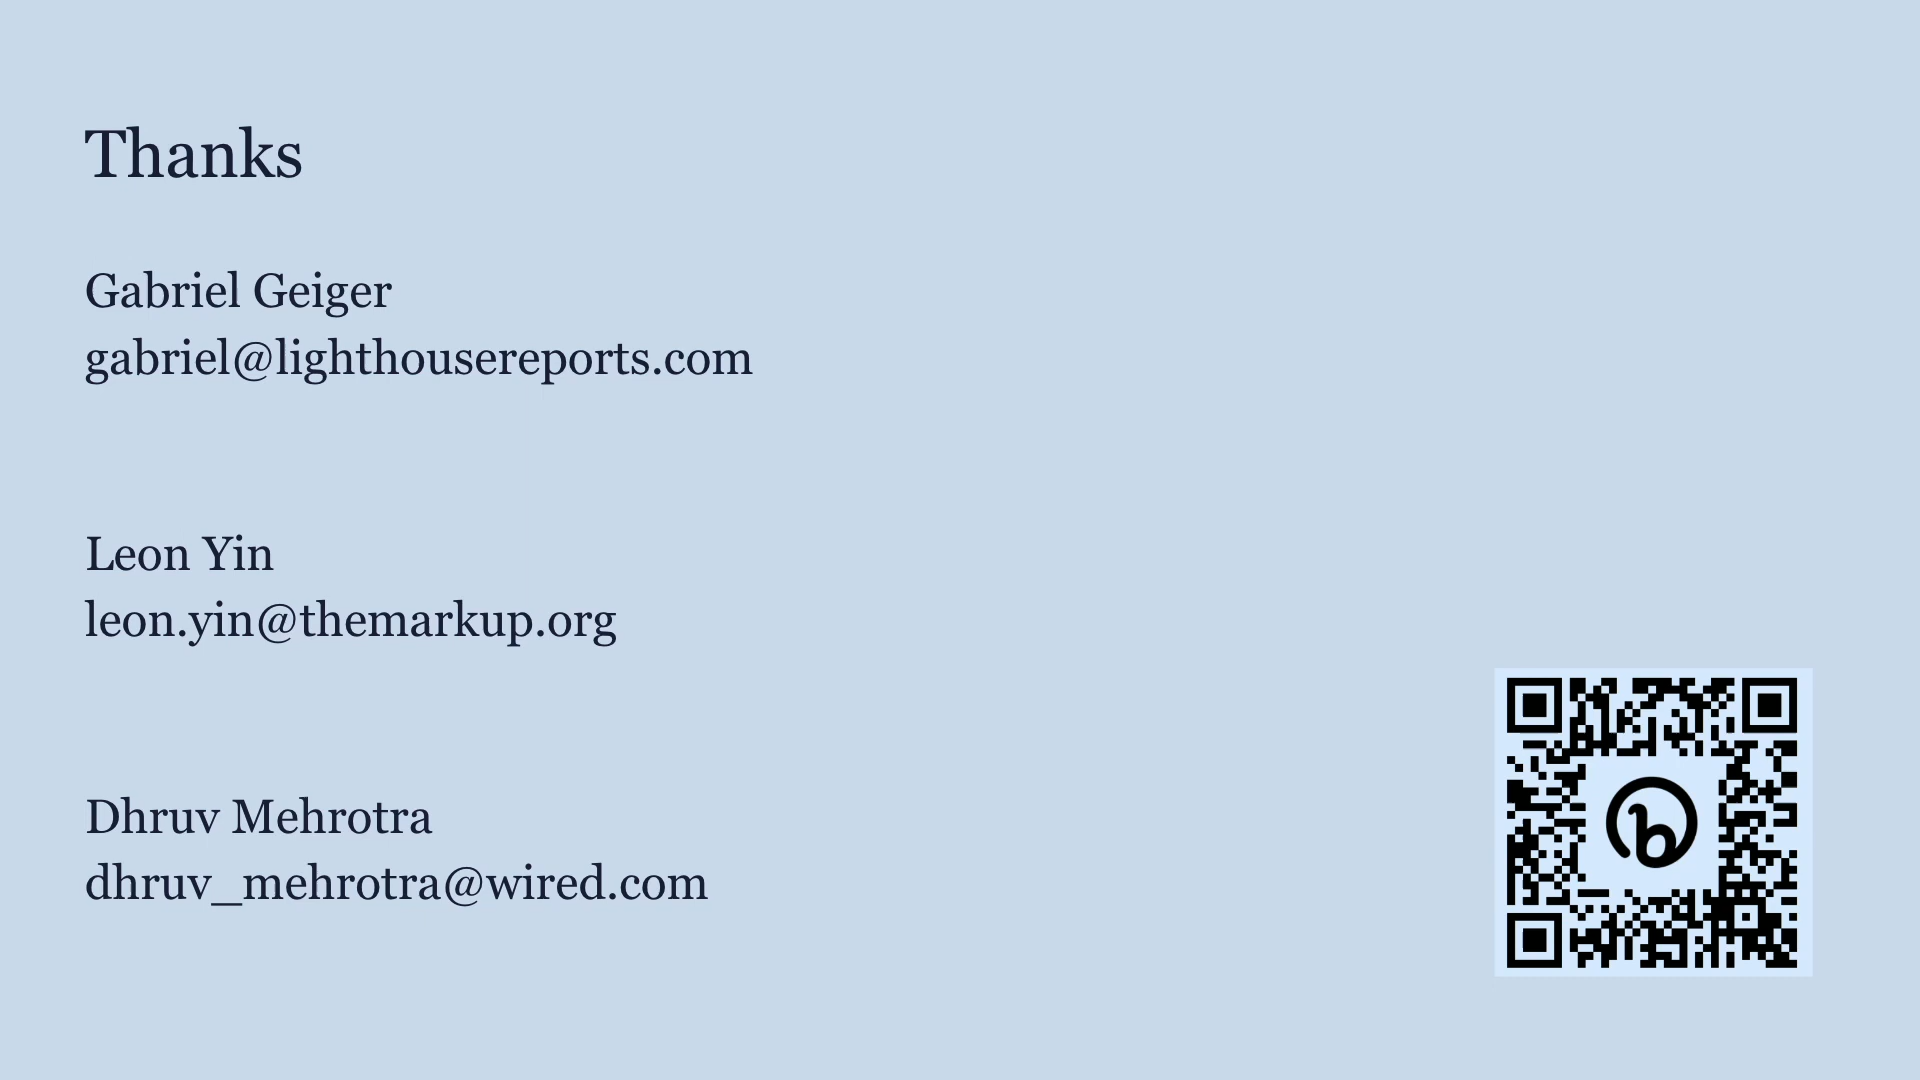 Thanks
Gabriel Geiger
gabriel@lighthousereports.com
Leon Yin
leon.yin@themarkup.org
Dhruv Mehrotra
dhruv_mehrotra@wired.com